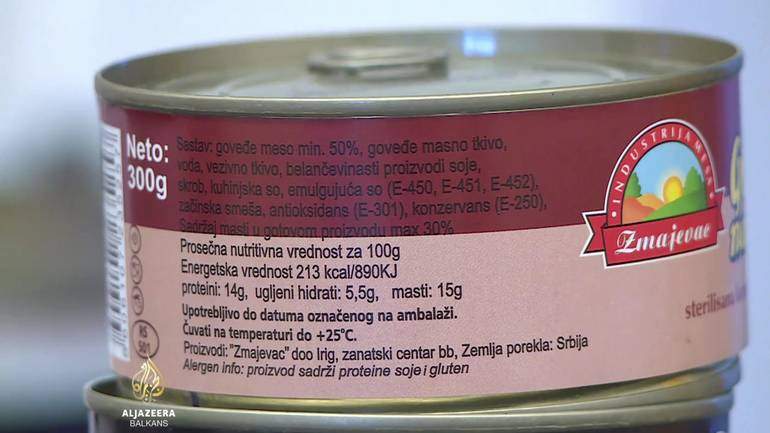 Neto:
300g
Sastav: goveđe meso min. 50%, goveđe masno tkivo,
voda, vezivno tkivo, belančevinasti proizvodi soje,
skrob, kuhinjska so, emulgujuća so (E-450, E-451, E-452),
začinska smeša, antioksidans (E-301), konzervans (E-250),
Sadržaj masti u gotovom proizvodu max 30%
Prosečna nutritivna vrednost za 100g
Energetska vrednost 213 kcal/890KJ
proteini: 14g, ugljeni hidrati: 5,5g, masti: 15g
Upotrebljivo do datuma označenog na ambalaži.
Čuvati na temperaturi do +25°C.
Proizvodi: "Zmajevac" doo Irig, zanatski centar bb, Zemlja porekla: Srbija
Alergen info: proizvod sadrži proteine soje i gluten
RS
501
• INDUSTRIJA MESA •
Zmajevac
ALJAZEERA
BALKANS